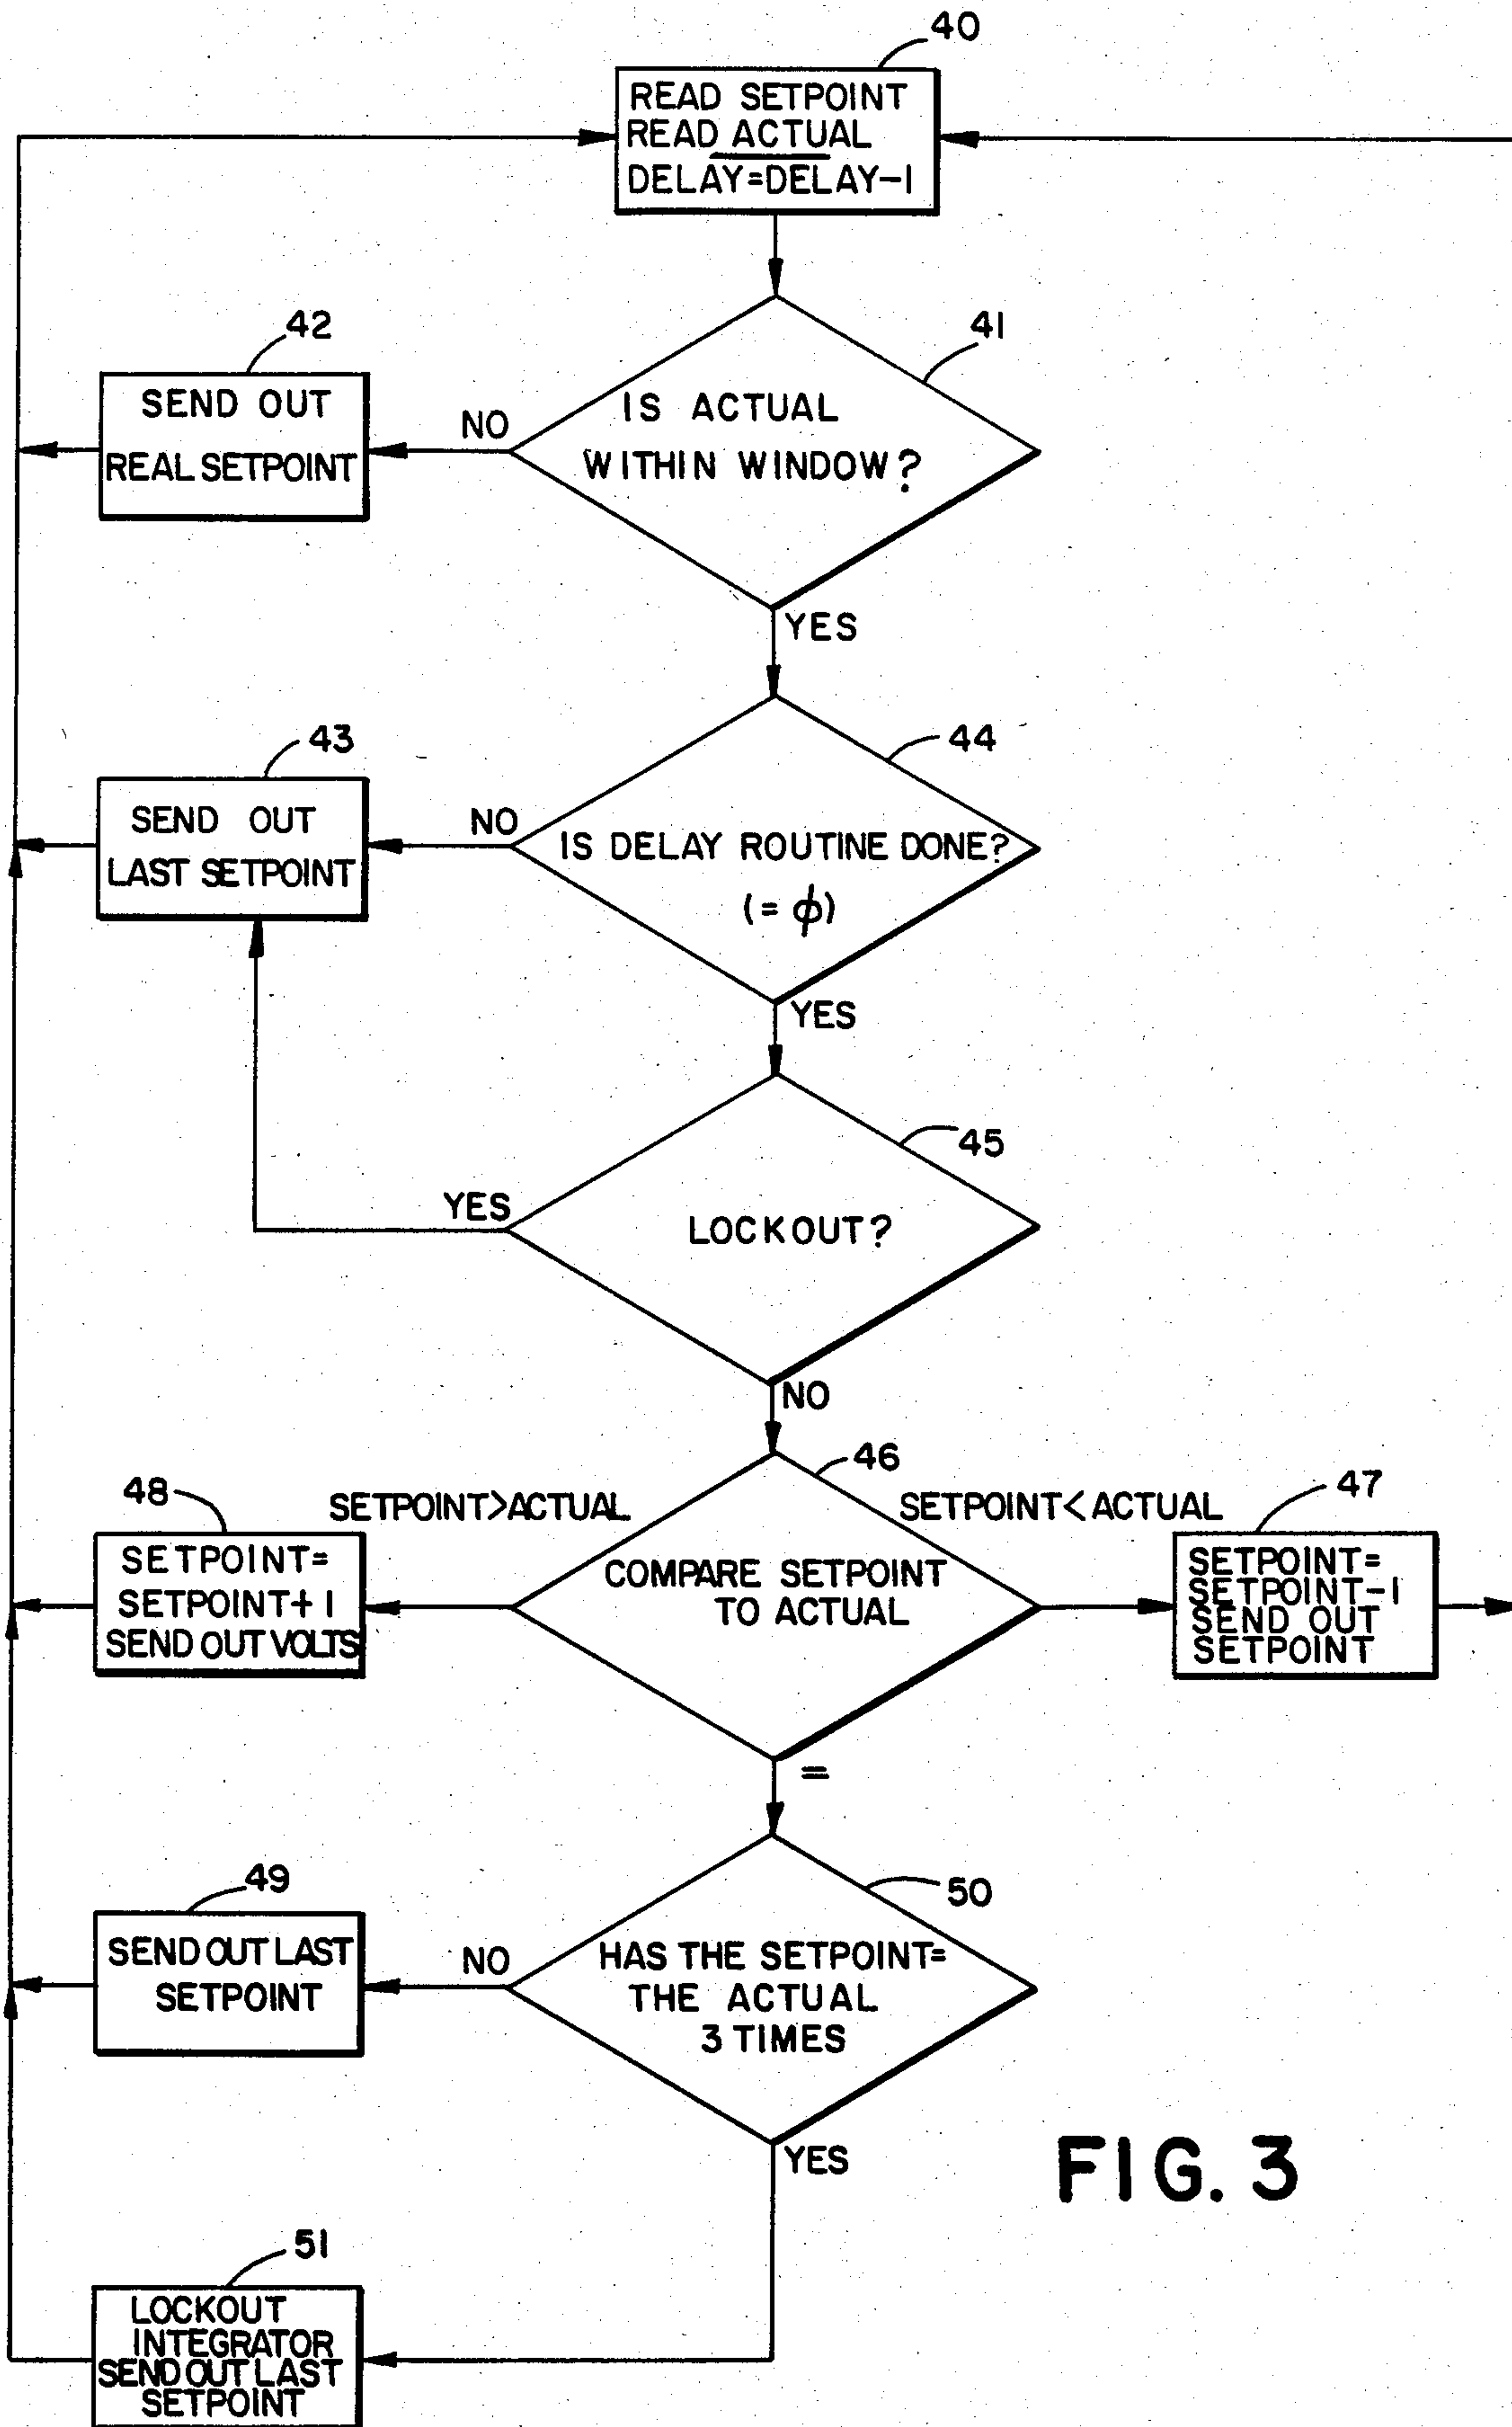 40
READ SETPOINT
READ ACTUAL
DELAY=DELAY-1
42
41
SEND OUT
REAL SETPOINT
NO
IS ACTUAL
WITHIN WINDOW?
YES
43
44
SEND OUT
LAST SETPOINT
NO
IS DELAY ROUTINE DONE?
(= ϕ)
YES
45
YES
LOCKOUT?
NO
46
48
SETPOINT>ACTUAL
SETPOINT<ACTUAL
47
SETPOINT=
SETPOINT+1
SEND OUT VOLTS
COMPARE SETPOINT
TO ACTUAL
SETPOINT=
SETPOINT-1
SEND OUT
SETPOINT
=
49
50
SEND OUT LAST
SETPOINT
NO
HAS THE SETPOINT=
THE ACTUAL
3 TIMES
YES
FIG. 3
51
LOCKOUT
INTEGRATOR
SEND OUT LAST
SETPOINT